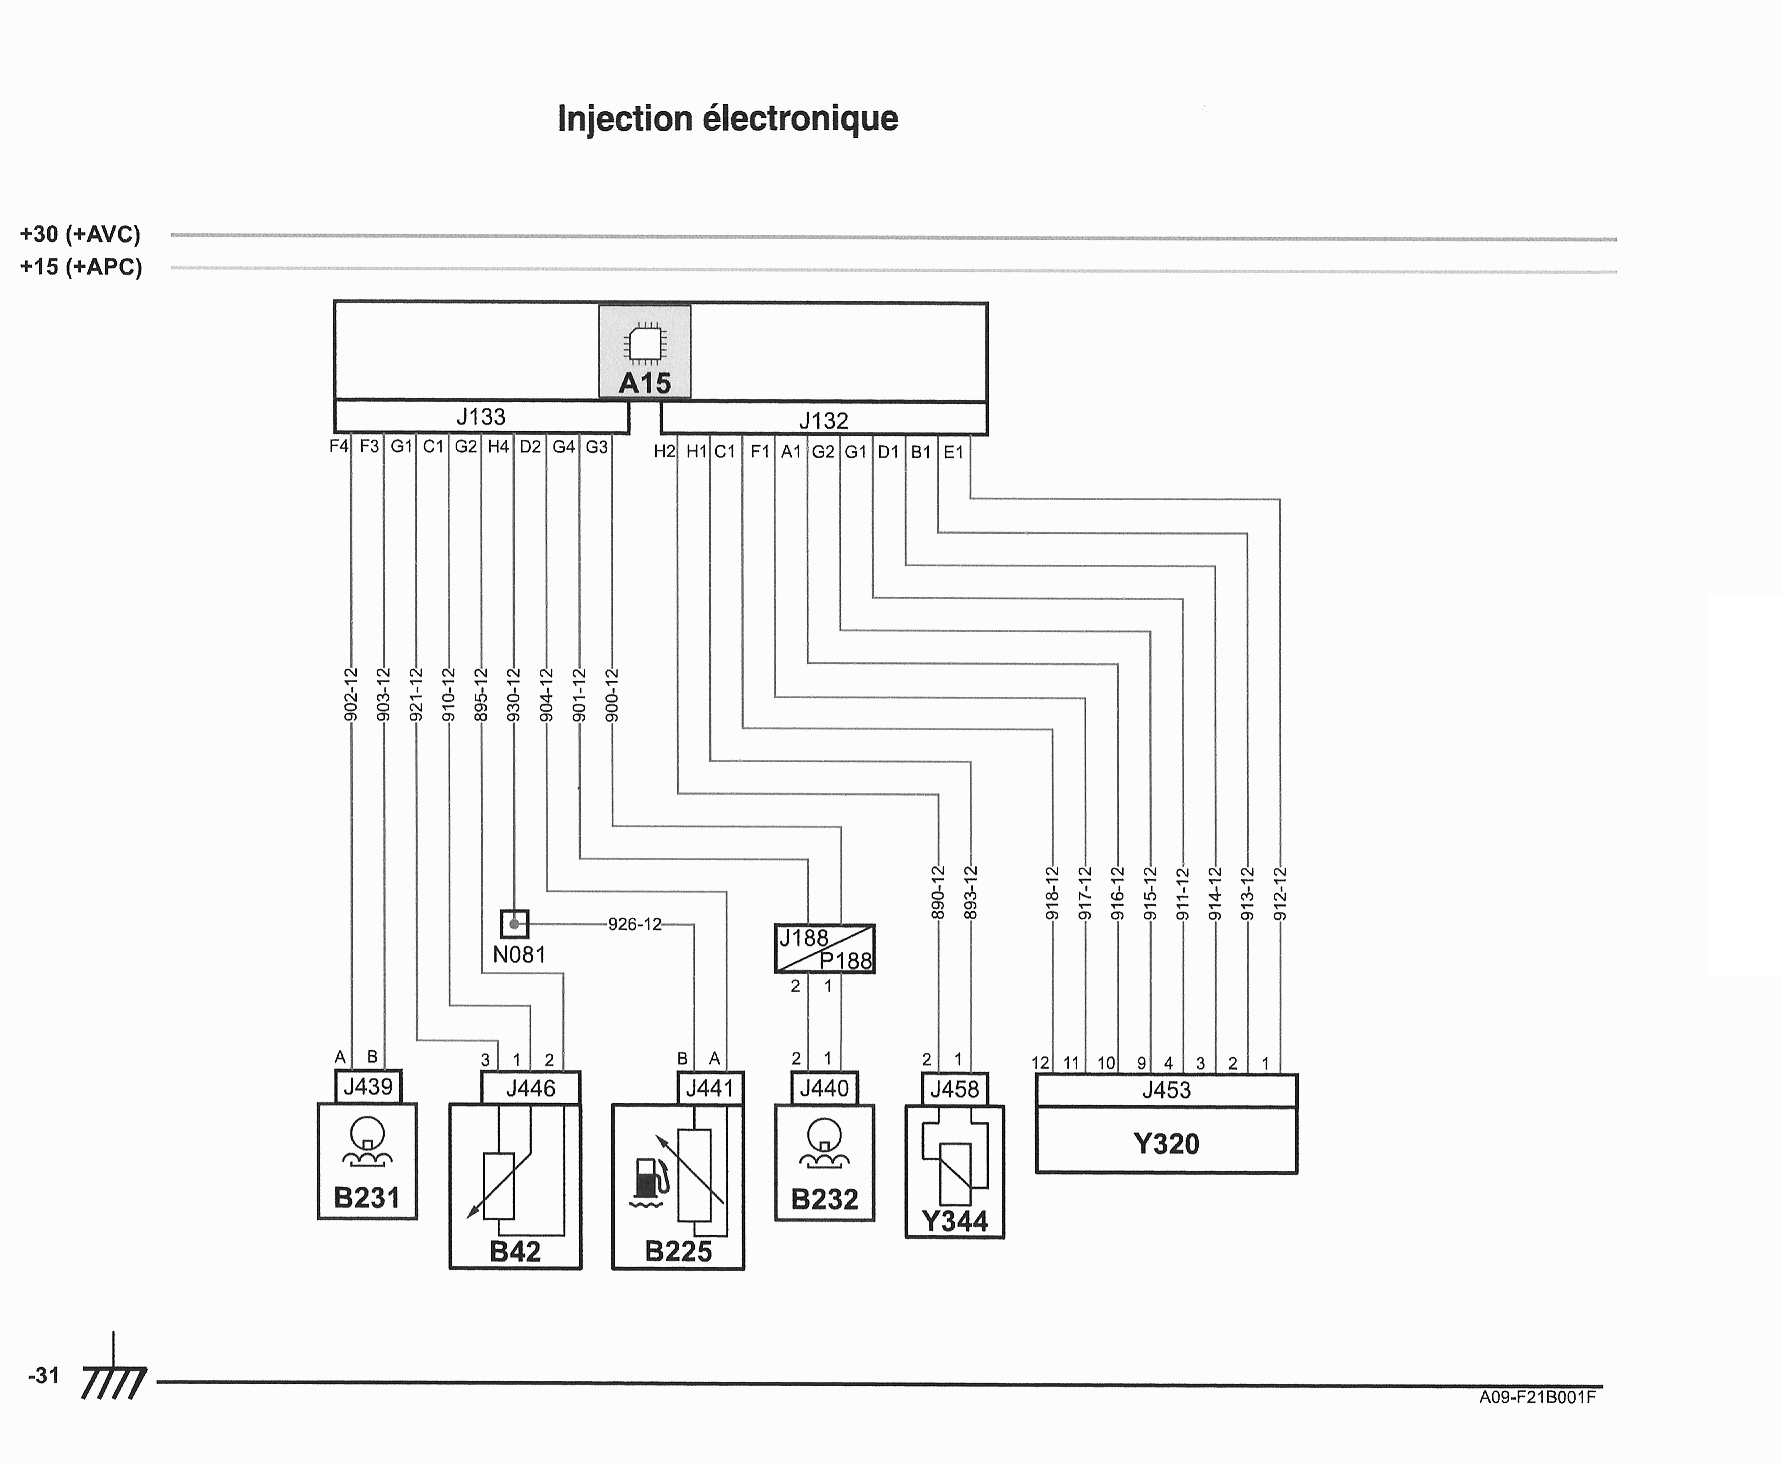 Injection électronique
+30 (+AVC)
+15 (+APC)
A15
J133
J132
F4 F3 G1 C1 G2 H4 D2 G4 G3
H2 H1 C1 F1 A1 G2 G1 D1 B1 E1
902-12 903-12 921-12 910-12 895-12 930-12 904-12 901-12 900-12
890-12 893-12 918-12 917-12 916-12 915-12 911-12 914-12 913-12 912-12
926-12
N081
J188
P188
2 1
A B
3 1 2
B A
2 1
2 1
12 11 10 9 4 3 2 1
J439
J446
J441
J440
J458
J453
B231
B42
B225
B232
Y344
Y320
-31
A09-F21B001F